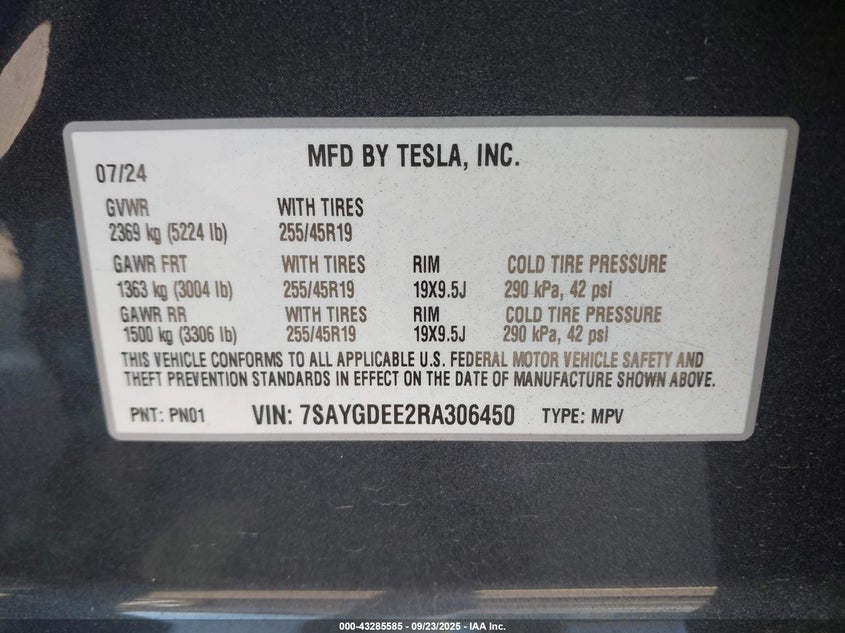 MFD BY TESLA, INC.
07/24
GVWR WITH TIRES
2369 kg (5224 lb) 255/45R19
GAWR FRT WITH TIRES RIM COLD TIRE PRESSURE
1363 kg (3004 lb) 255/45R19 19X9.5J 290 kPa, 42 psi
GAWR RR WITH TIRES RIM COLD TIRE PRESSURE
1500 kg (3306 lb) 255/45R19 19X9.5J 290 kPa, 42 psi
THIS VEHICLE CONFORMS TO ALL APPLICABLE U.S. FEDERAL MOTOR VEHICLE SAFETY AND
THEFT PREVENTION STANDARDS IN EFFECT ON THE DATE OF MANUFACTURE SHOWN ABOVE.
PNT: PN01 VIN: 7SAYGDEE2RA306450 TYPE: MPV
000-43285585 - 09/23/2025 - IAA Inc.